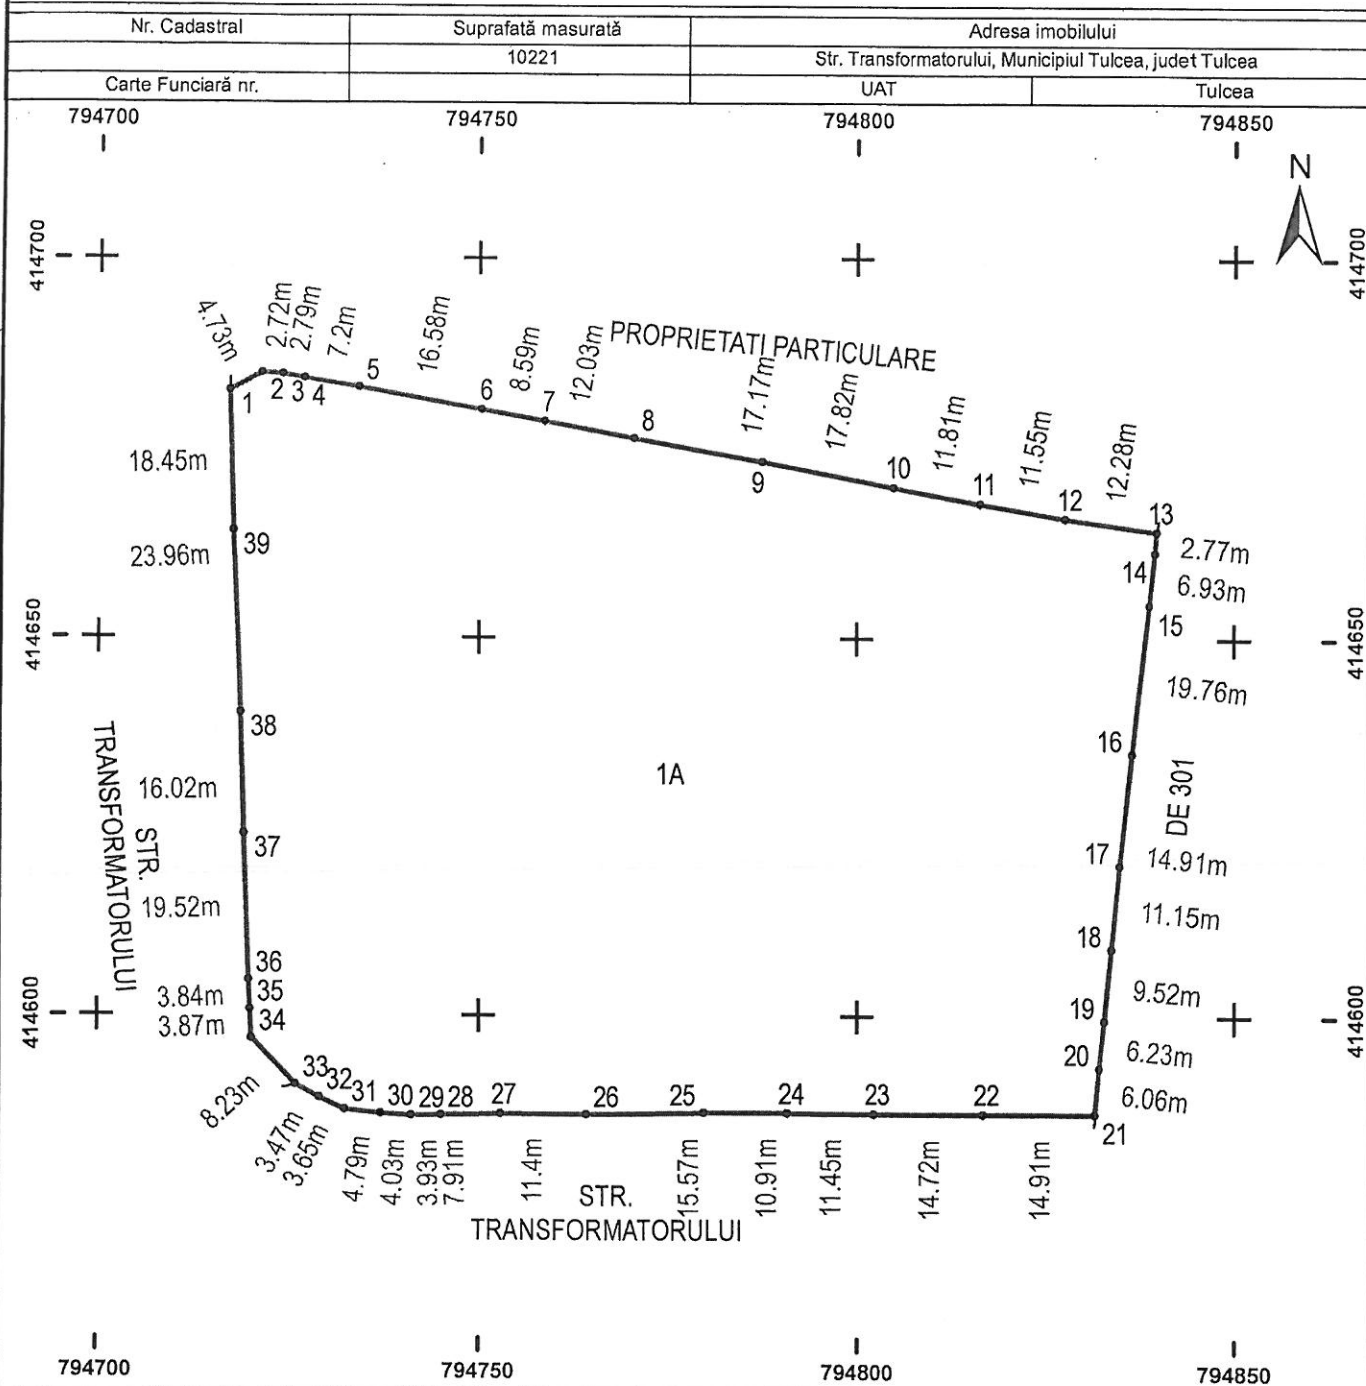 Nr. Cadastral Suprafată masurată Adresa imobilului
10221 Str. Transformatorului, Municipiul Tulcea, judet Tulcea
Carte Funciară nr. UAT Tulcea
794700 794750 794800 794850
N
414700 414700
4.73m 2.72m 2.79m 7.2m 16.58m 8.59m 12.03m 17.17m 17.82m 11.81m 11.55m 12.28m
PROPRIETATI PARTICULARE
1 2 3 4 5 6 7 8 9 10 11 12 13
18.45m
39
2.77m
14
23.96m
6.93m
15
414650 414650
19.76m
38
16
1A
DE 301
16.02m
37
17
14.91m
STR.
TRANSFORMATORULUI
19.52m
11.15m
18
36
35
3.84m
9.52m
414600 414600
34
3.87m
19
6.23m
20
33 32 31 30 29 28 27 26 25 24 23 22
6.06m
21
8.23m 3.47m 3.65m 4.79m 4.03m 3.93m 7.91m 11.4m 15.57m 10.91m 11.45m 14.72m 14.91m
STR.
TRANSFORMATORULUI
794700 794750 794800 794850